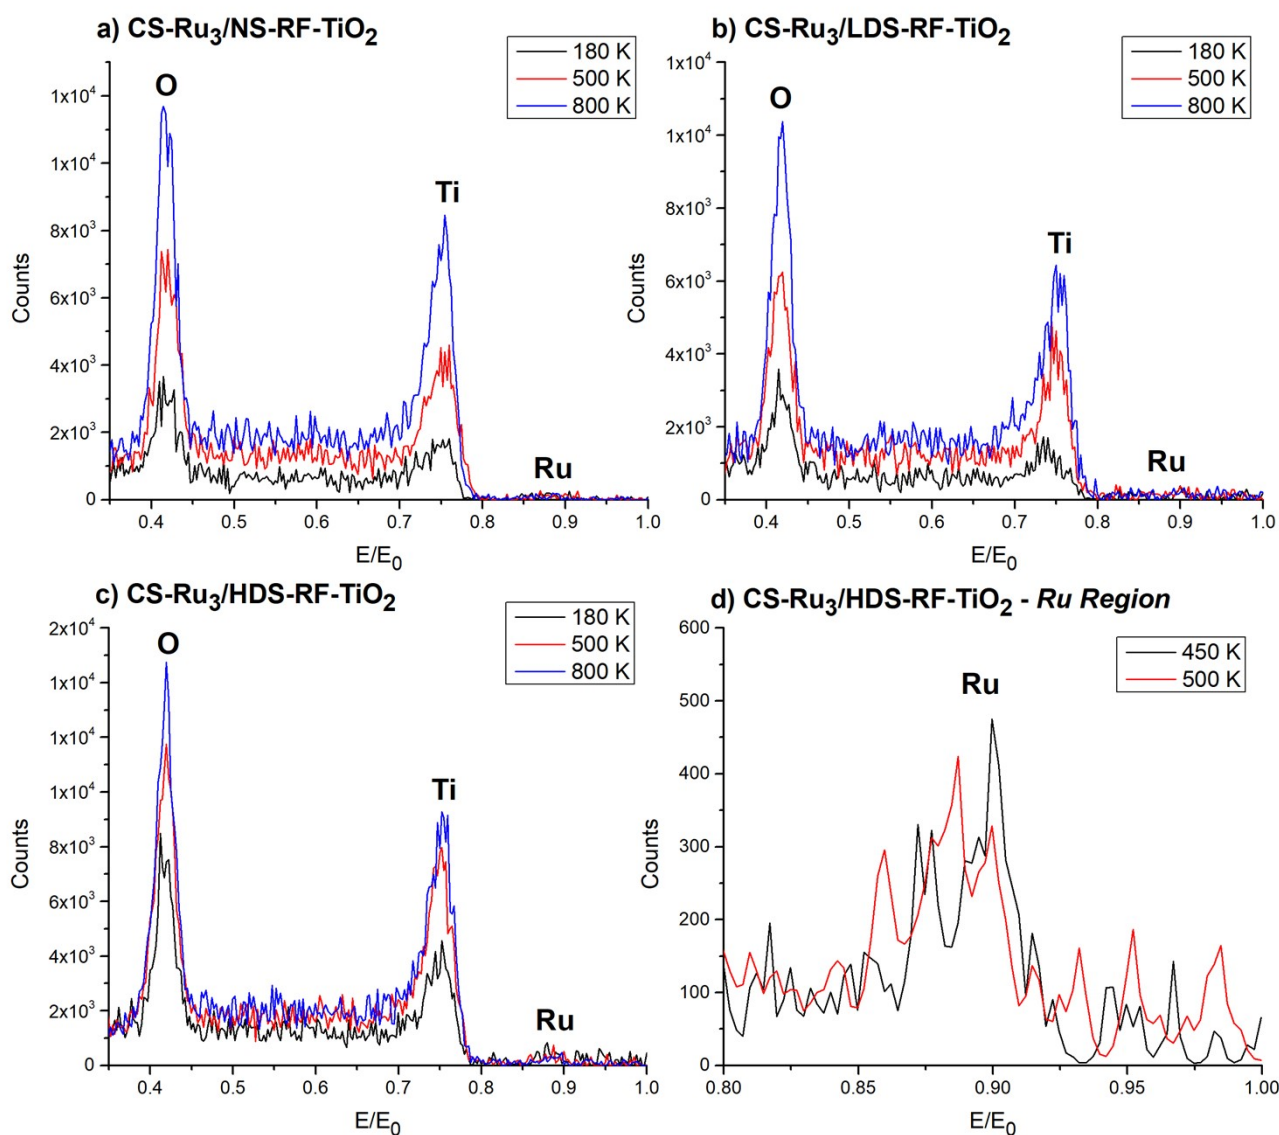 a) CS-Ru3/NS-RF-TiO2
180 K
500 K
800 K
O
Ti
Ru
1x10^4
1x10^4
8x10^3
6x10^3
4x10^3
2x10^3
0
Counts
0.4 0.5 0.6 0.7 0.8 0.9 1.0
E/E0
b) CS-Ru3/LDS-RF-TiO2
180 K
500 K
800 K
O
Ti
Ru
1x10^4
1x10^4
8x10^3
6x10^3
4x10^3
2x10^3
0
Counts
0.4 0.5 0.6 0.7 0.8 0.9 1.0
E/E0
c) CS-Ru3/HDS-RF-TiO2
180 K
500 K
800 K
O
Ti
Ru
2x10^4
1x10^4
1x10^4
1x10^4
8x10^3
6x10^3
4x10^3
2x10^3
0
Counts
0.4 0.5 0.6 0.7 0.8 0.9 1.0
E/E0
d) CS-Ru3/HDS-RF-TiO2 - Ru Region
450 K
500 K
Ru
600
500
400
300
200
100
0
Counts
0.80 0.85 0.90 0.95 1.00
E/E0